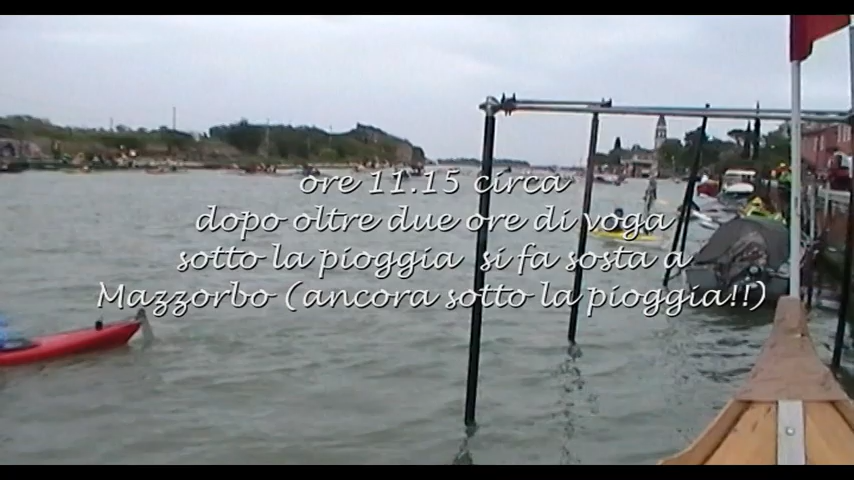 ore 11.15 circa
dopo oltre due ore di voga
sotto la pioggia si fa sosta a
Mazzorbo (ancora sotto la pioggia!!)